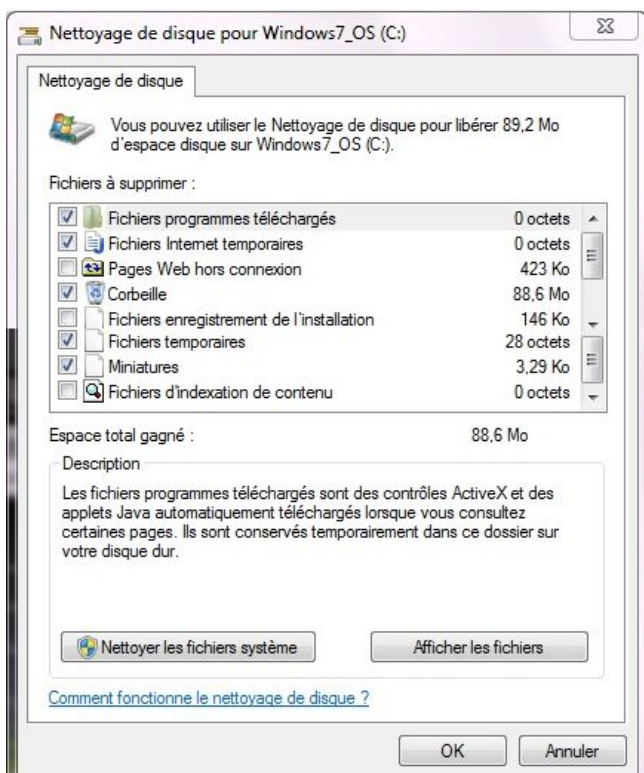 Nettoyage de disque pour Windows7_OS (C:)
Nettoyage de disque
Vous pouvez utiliser le Nettoyage de disque pour libérer 89,2 Mo
d'espace disque sur Windows7_OS (C:).
Fichiers à supprimer :
Fichiers programmes téléchargés 0 octets
Fichiers Internet temporaires 0 octets
Pages Web hors connexion 423 Ko
Corbeille 88,6 Mo
Fichiers enregistrement de l'installation 146 Ko
Fichiers temporaires 28 octets
Miniatures 3,29 Ko
Fichiers d'indexation de contenu 0 octets
Espace total gagné : 88,6 Mo
Description
Les fichiers programmes téléchargés sont des contrôles ActiveX et des
applets Java automatiquement téléchargés lorsque vous consultez
certaines pages. Ils sont conservés temporairement dans ce dossier sur
votre disque dur.
Nettoyer les fichiers système Afficher les fichiers
Comment fonctionne le nettoyage de disque ?
OK Annuler